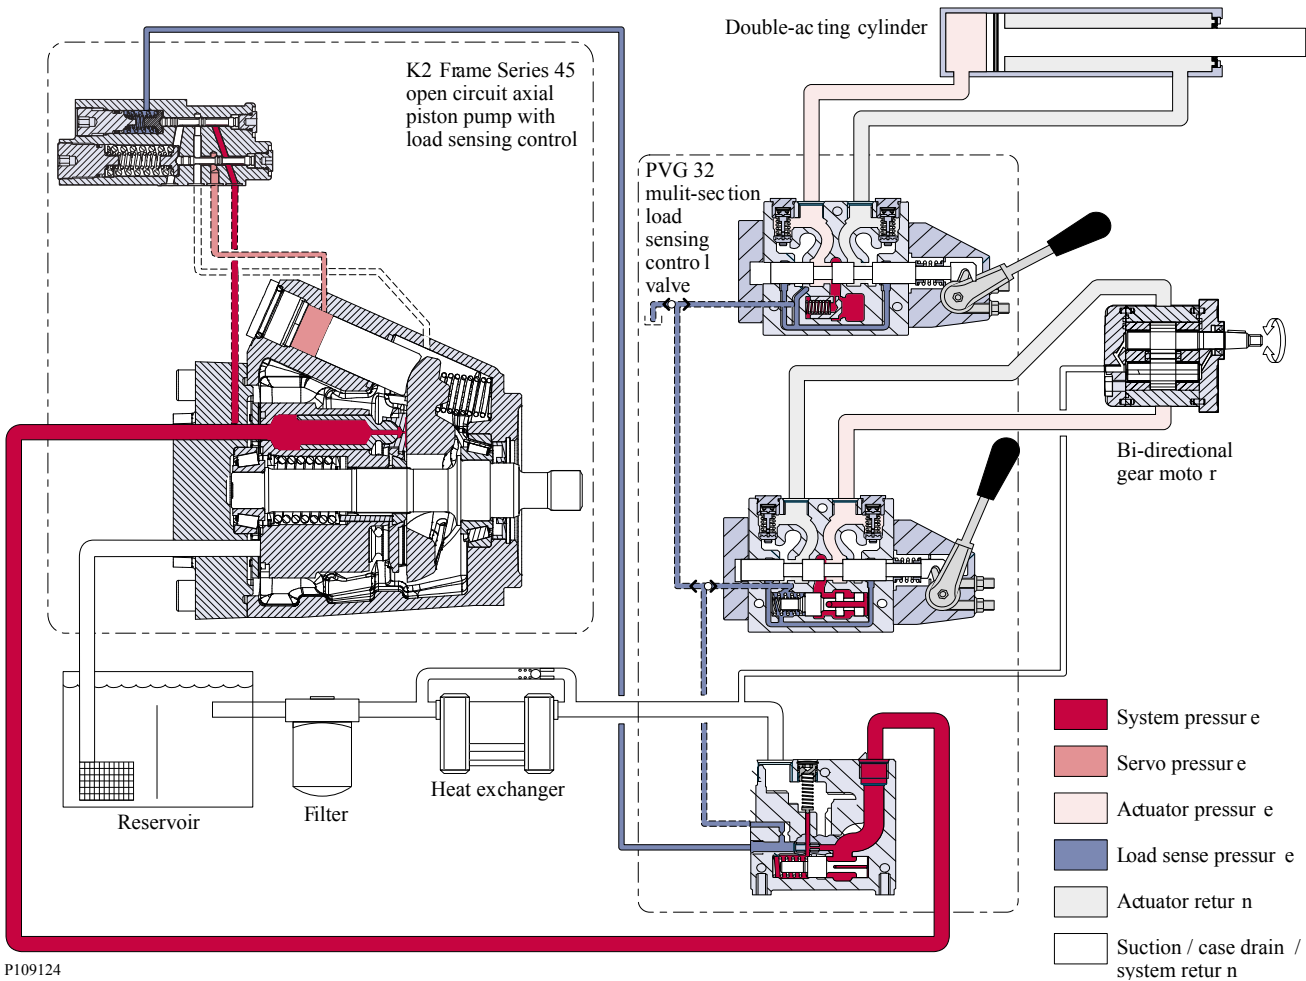 Double-ac ting cylinder
K2 Frame Series 45
open circuit axial
piston pump with
load sensing control
PVG 32
mulit-sec tion
load
sensing
contro l
valve
Bi-directional
gear moto r
Reservoir
Filter
Heat exchanger
System pressur e
Servo pressur e
Actuator pressur e
Load sense pressur e
Actuator retur n
Suction / case drain /
system retur n
P109124